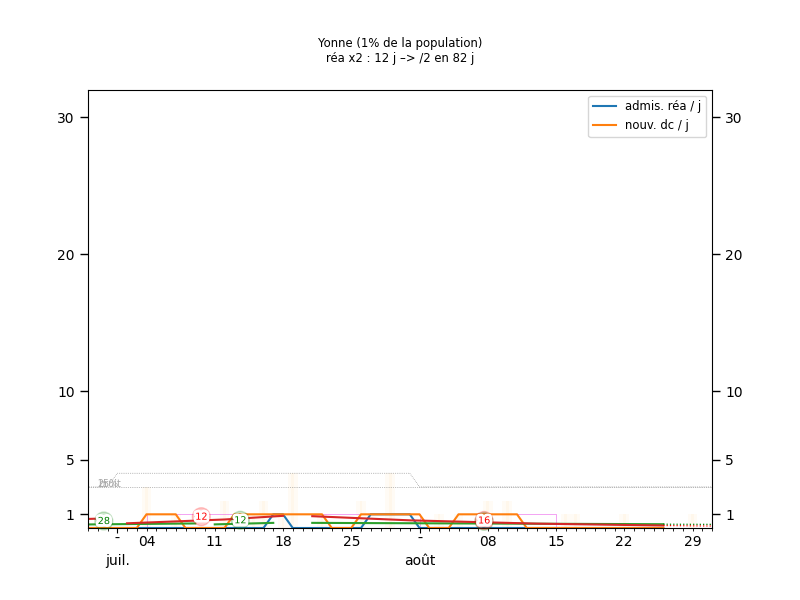 Yonne (1% de la population)
réa x2 : 12 j –> /2 en 82 j
admis. réa / j
nouv. dc / j
30
30
20
20
10
10
5
5
1
1
28
12
12
16
- 04 11 18 25 - 08 15 22 29
juil. août